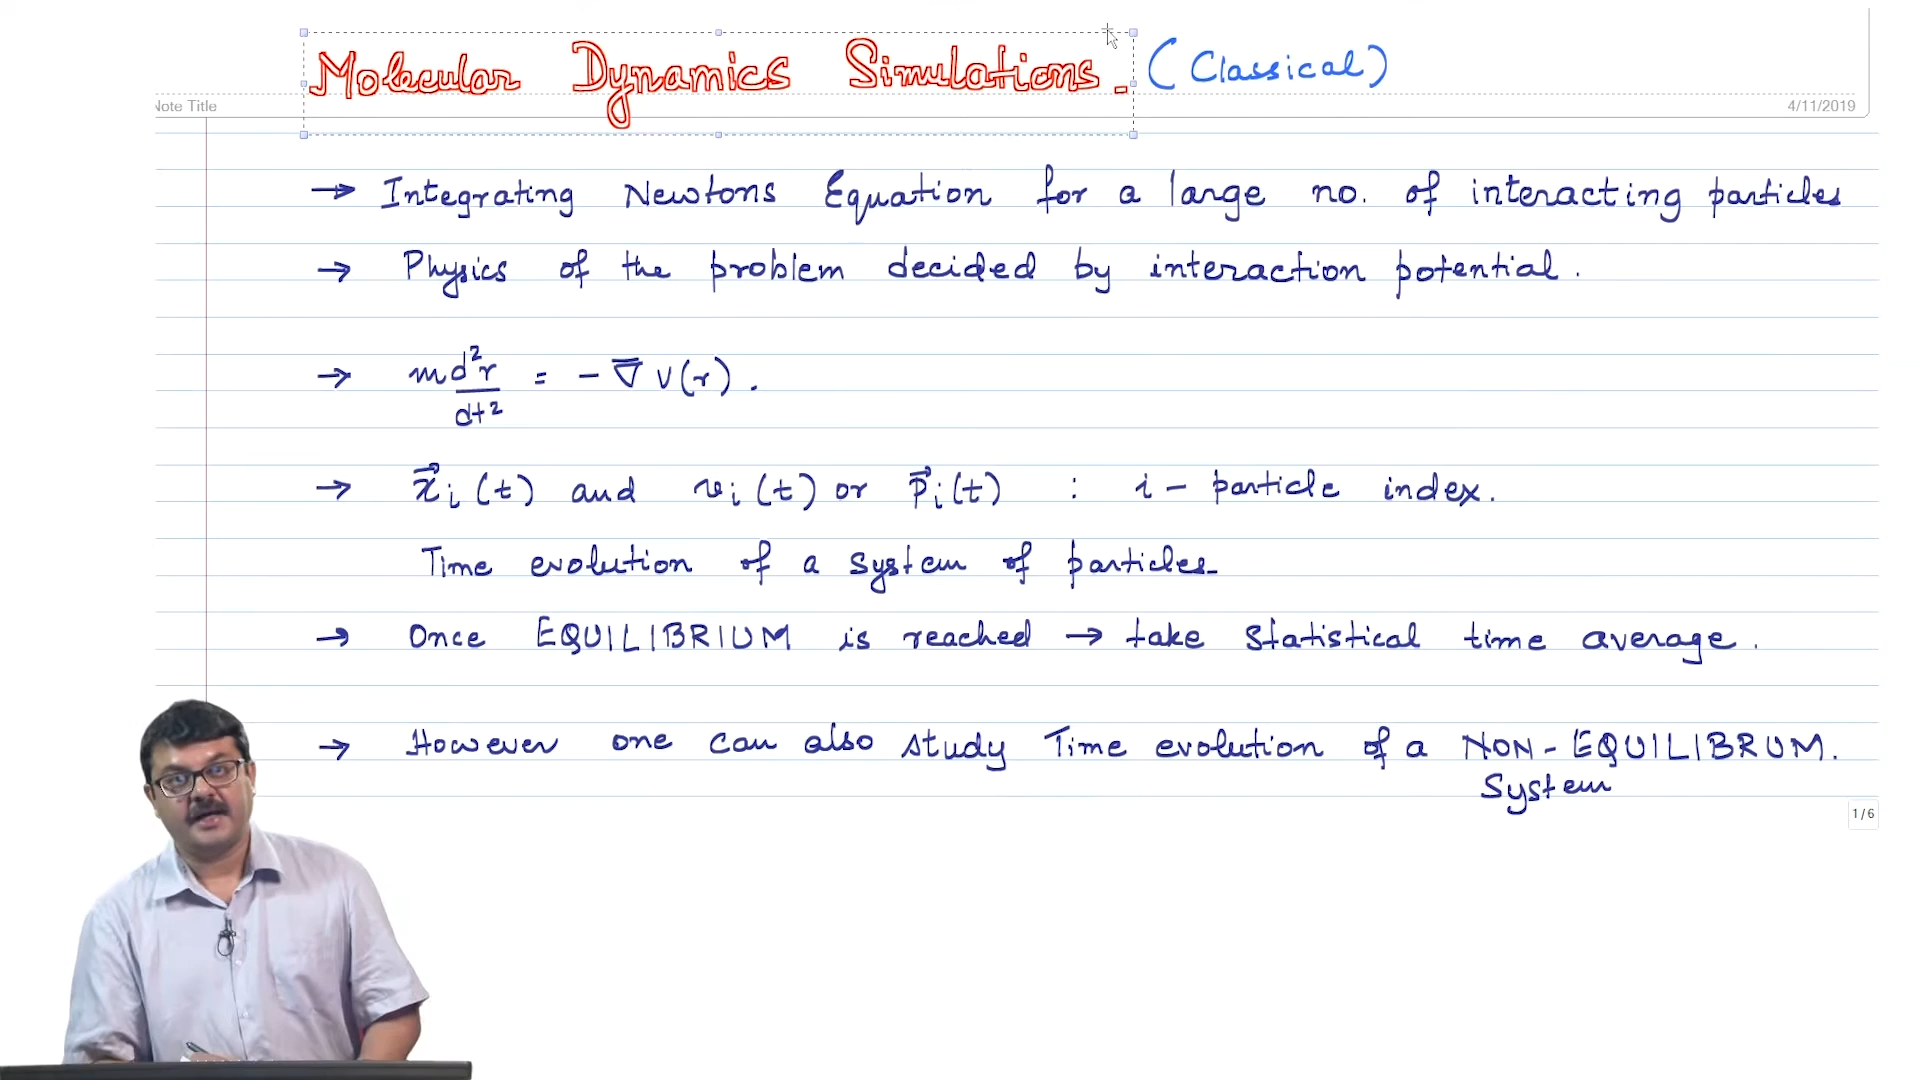 Molecular Dynamics Simulations. (Classical)
Note Title
4/11/2019
→ Integrating Newtons Equation for a large no. of interacting particles
→ Physics of the problem decided by interaction potential.
→ m d²r/dt² = - ∇̅ V(r).
→ x⃗ᵢ(t) and vᵢ(t) or p⃗ᵢ(t) : i - particle index.
Time evolution of a system of particles
→ Once EQUILIBRIUM is reached → take statistical time average.
→ However one can also study Time evolution of a NON-EQUILIBRUM.
System
1/6